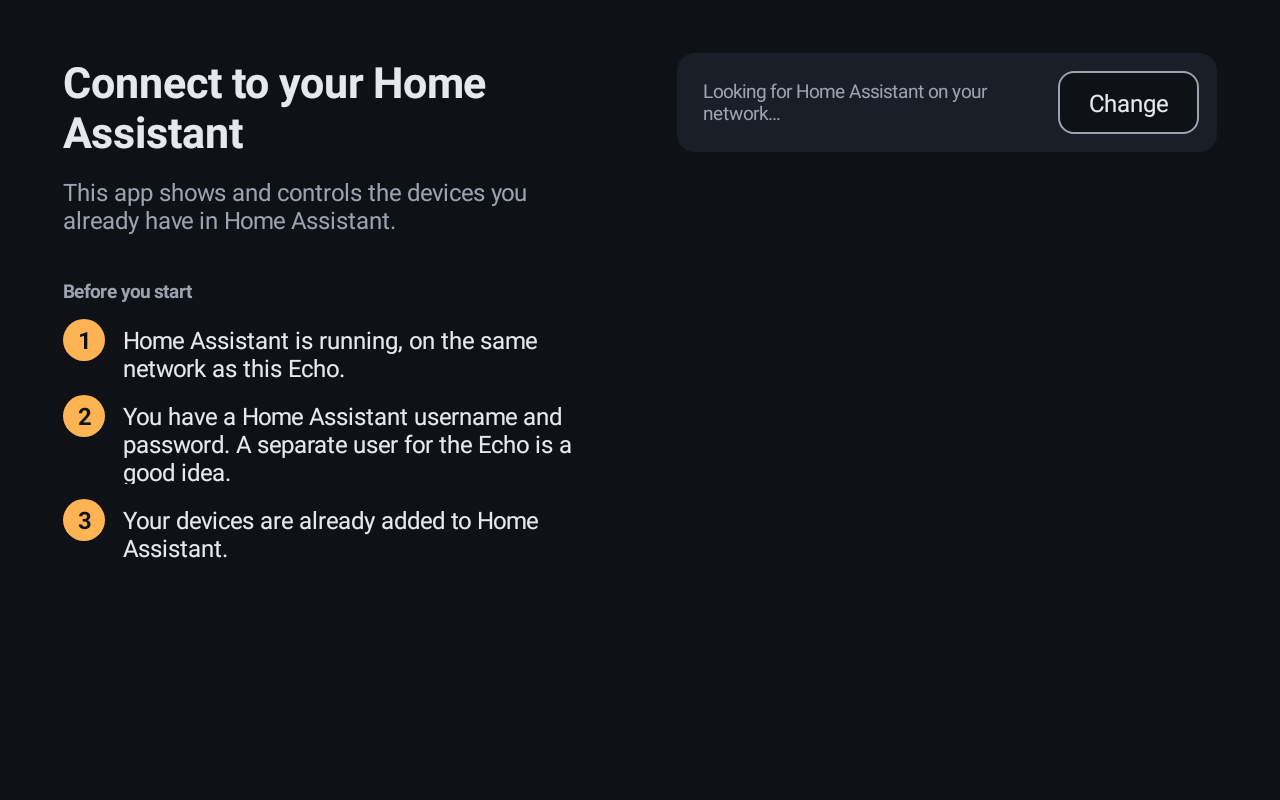 Connect to your Home
Assistant
This app shows and controls the devices you
already have in Home Assistant.
Before you start
1 Home Assistant is running, on the same
network as this Echo.
2 You have a Home Assistant username and
password. A separate user for the Echo is a
good idea.
3 Your devices are already added to Home
Assistant.
Looking for Home Assistant on your
network...
Change